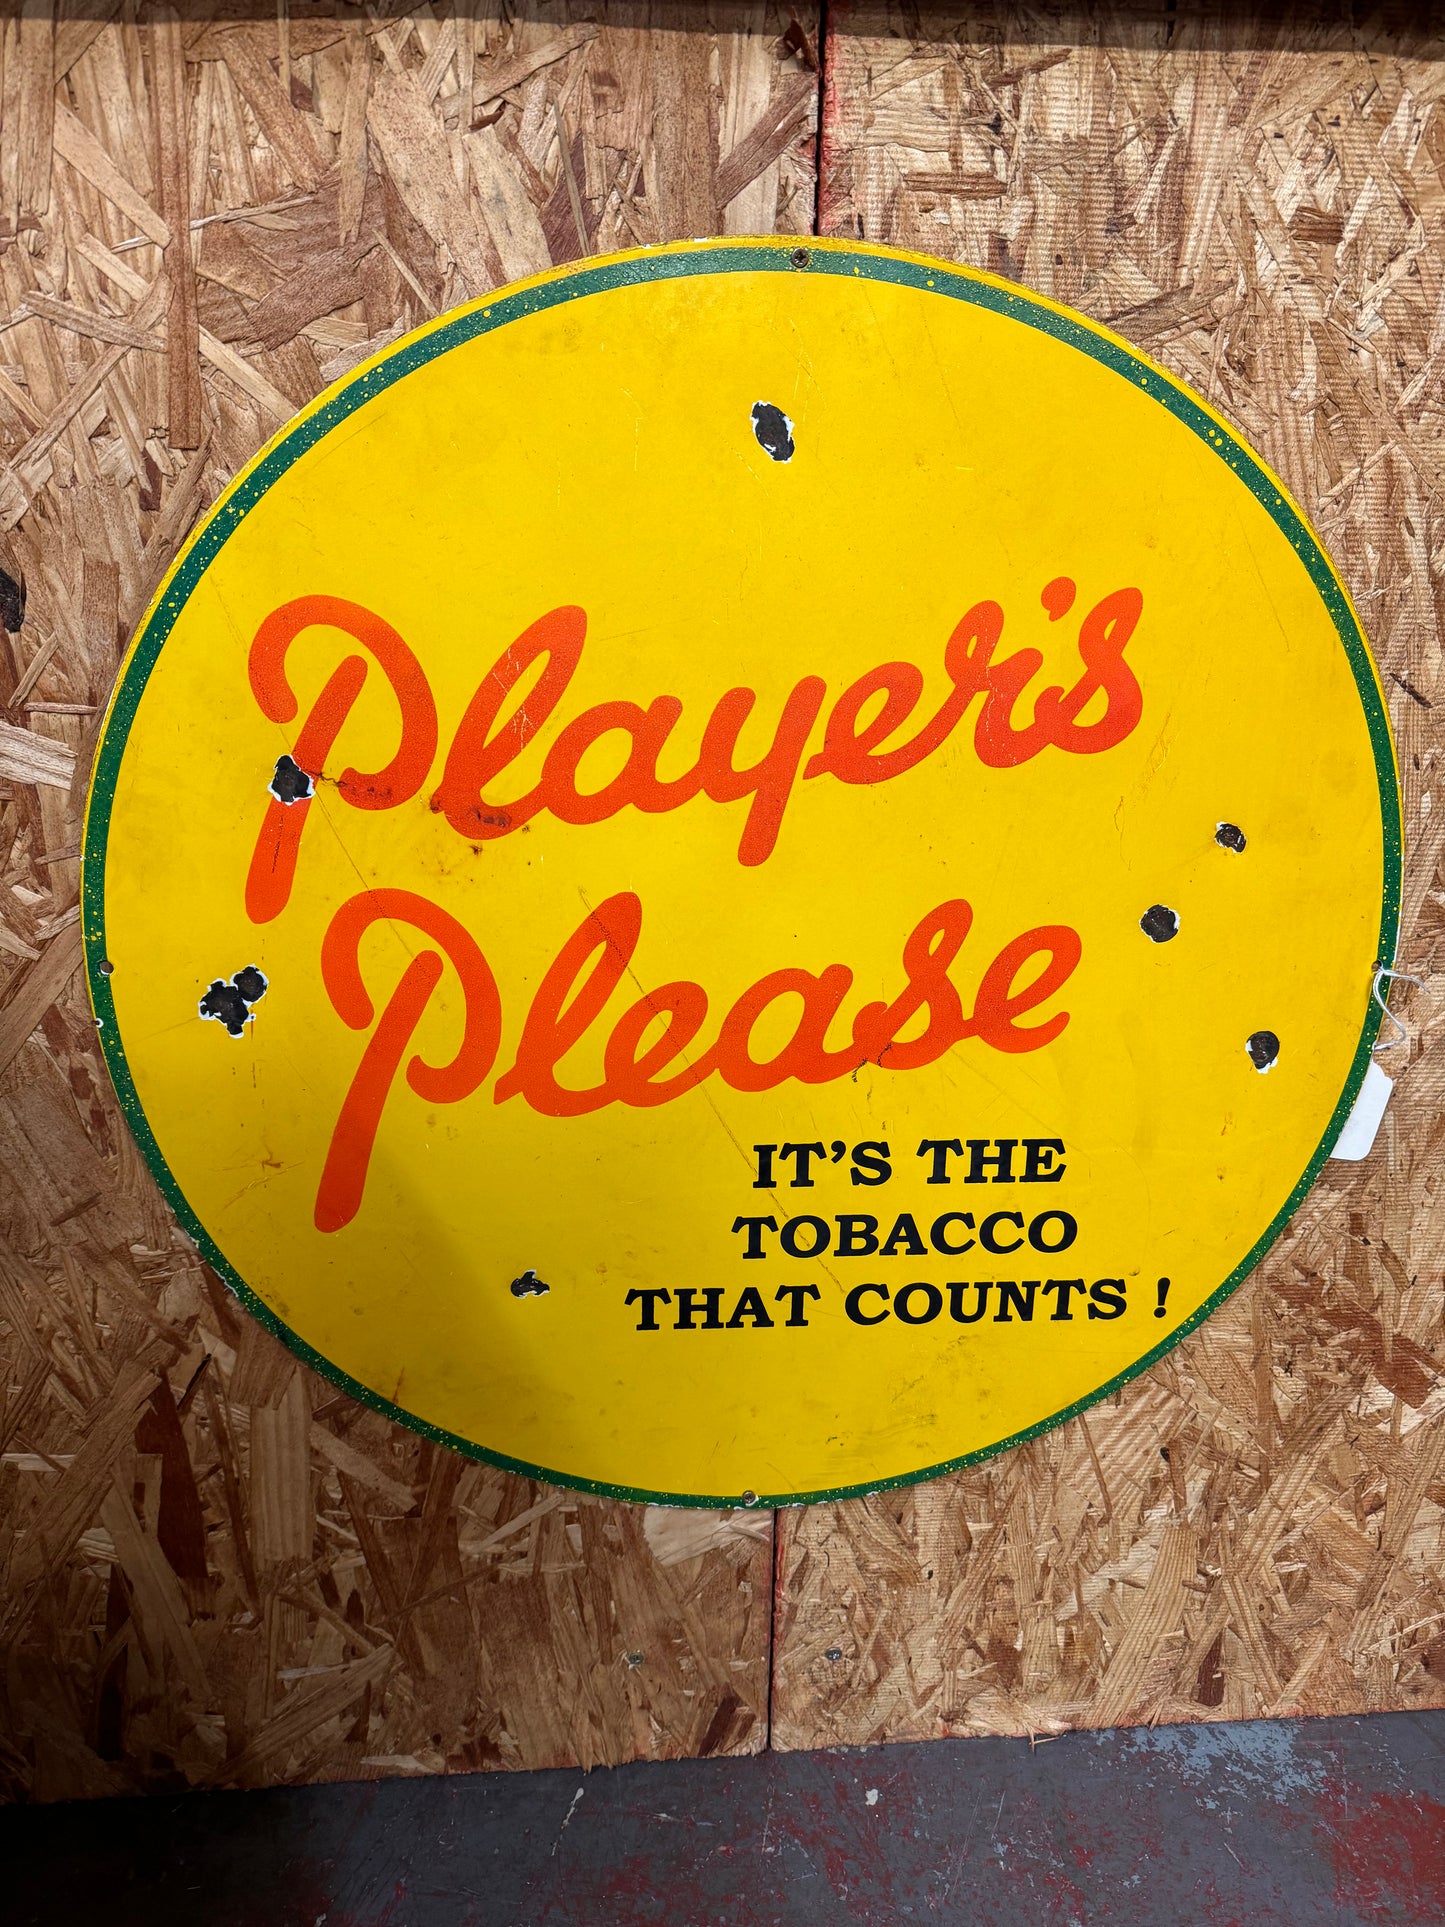 Player's
Please
IT'S THE
TOBACCO
THAT COUNTS !